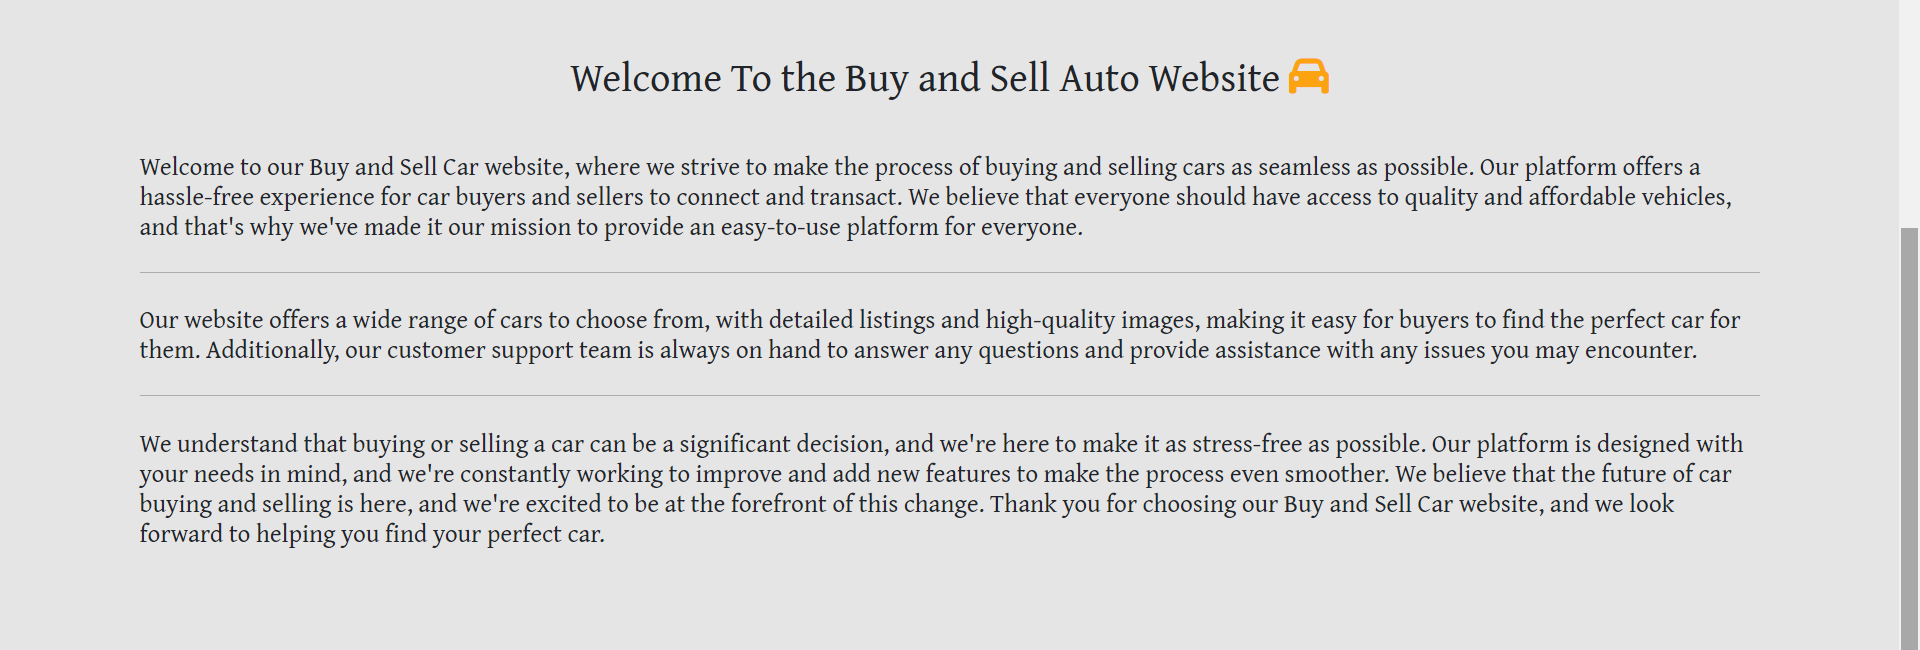 Welcome To the Buy and Sell Auto Website
Welcome to our Buy and Sell Car website, where we strive to make the process of buying and selling cars as seamless as possible. Our platform offers a
hassle-free experience for car buyers and sellers to connect and transact. We believe that everyone should have access to quality and affordable vehicles,
and that's why we've made it our mission to provide an easy-to-use platform for everyone.
Our website offers a wide range of cars to choose from, with detailed listings and high-quality images, making it easy for buyers to find the perfect car for
them. Additionally, our customer support team is always on hand to answer any questions and provide assistance with any issues you may encounter.
We understand that buying or selling a car can be a significant decision, and we're here to make it as stress-free as possible. Our platform is designed with
your needs in mind, and we're constantly working to improve and add new features to make the process even smoother. We believe that the future of car
buying and selling is here, and we're excited to be at the forefront of this change. Thank you for choosing our Buy and Sell Car website, and we look
forward to helping you find your perfect car.